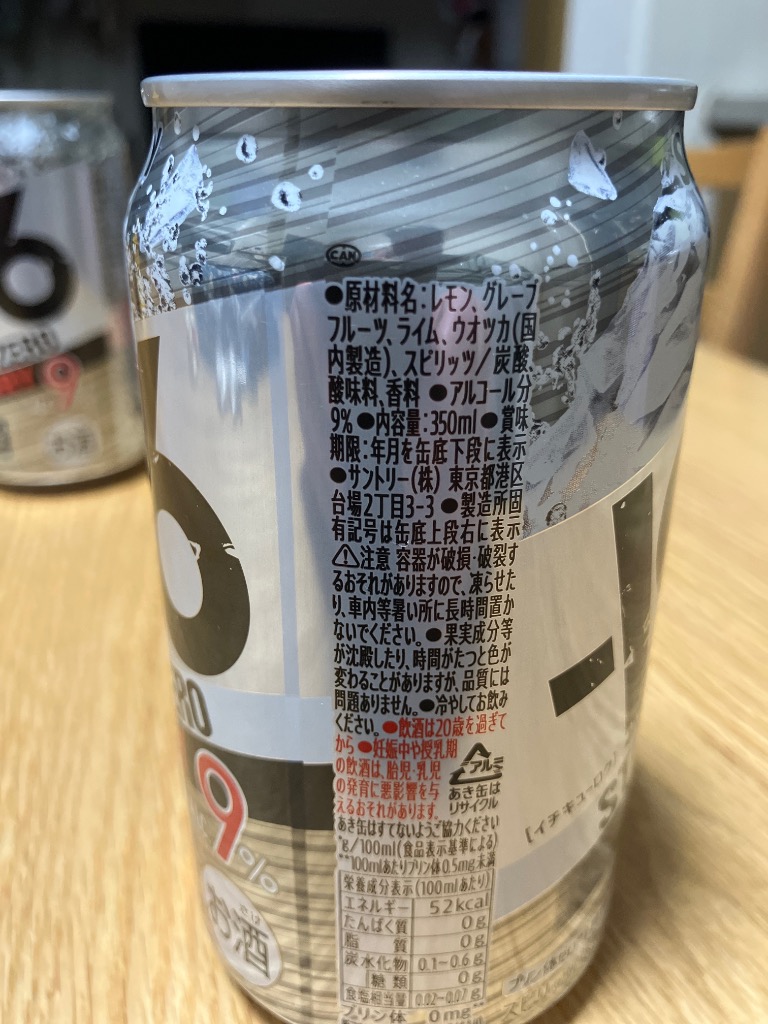 CAN
●原材料名:レモン、グレープ
フルーツ、ライム、ウオツカ(国
内製造)、スピリッツ/炭酸、
酸味料、香料 ●アルコール分
9% ●内容量:350ml ●賞味
期限:年月を缶底下段に表示
●サントリー(株) 東京都港区
台場2丁目3-3 ●製造所固
有記号は缶底上段右に表示
⚠注意 容器が破損・破裂す
るおそれがありますので、凍らせた
り、車内等暑い所に長時間置か
ないでください。●果実成分等
が沈殿したり、時間がたつと色が
変わることがありますが、品質には
問題ありません。●冷やしてお飲み
ください。●飲酒は20歳を過ぎて
から ●妊娠中や授乳期
の飲酒は、胎児・乳児
の発育に悪影響を与
えるおそれがあります。
アルミ
あき缶は
リサイクル
あき缶はすてないようご協力ください
*g/100ml(食品表示基準による)
**100mlあたりプリン体0.5mg未満
栄養成分表示(100mlあたり)
エネルギー 52kcal
たんぱく質 0g
脂質 0g
炭水化物 0.1~0.6g
糖類 0g
食塩相当量 0.02~0.07g
プリン体 0mg
6
9%
お酒
です
-1
[イチキューロク]
6
9